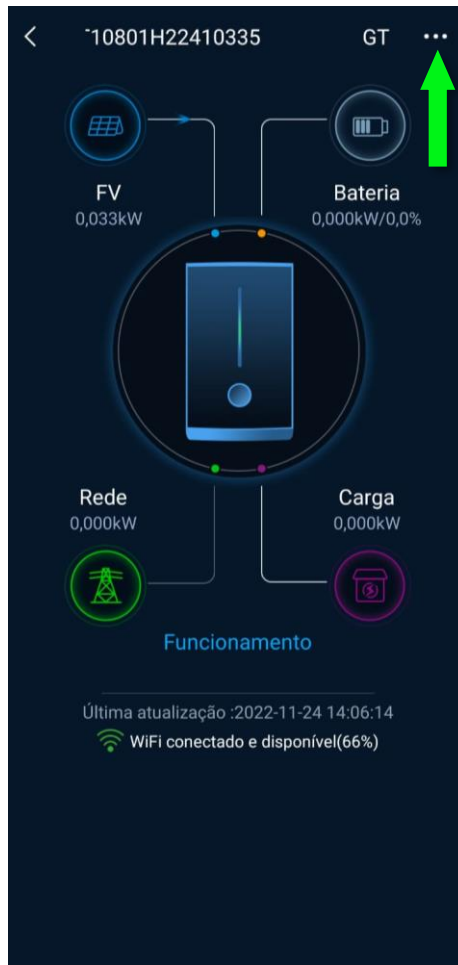 10801H22410335 GT
FV
0,033kW
Bateria
0,000kW/0,0%
Rede
0,000kW
Carga
0,000kW
Funcionamento
Última atualização :2022-11-24 14:06:14
WiFi conectado e disponível(66%)